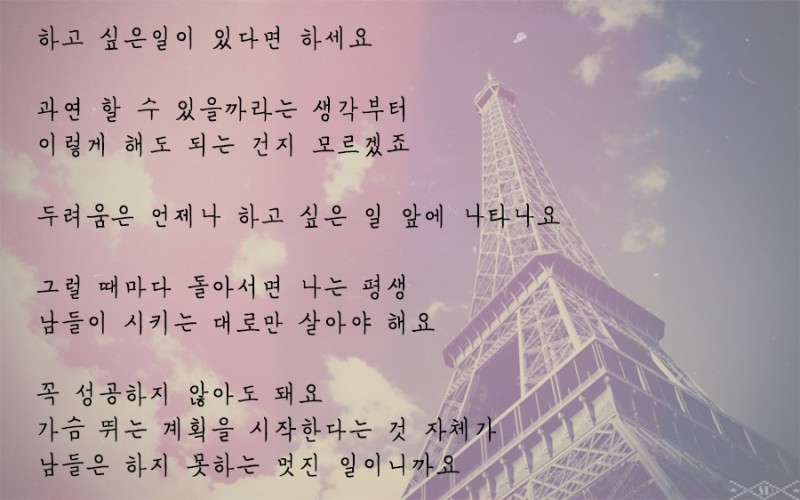 하고 싶은일이 있다면 하세요
과연 할 수 있을까라는 생각부터
이렇게 해도 되는 건지 모르겠죠
두려움은 언제나 하고 싶은 일 앞에 나타나요
그럴 때마다 돌아서면 나는 평생
남들이 시키는 대로만 살아야 해요
꼭 성공하지 않아도 돼요
가슴 뛰는 계획을 시작한다는 것 자체가
남들은 하지 못하는 멋진 일이니까요